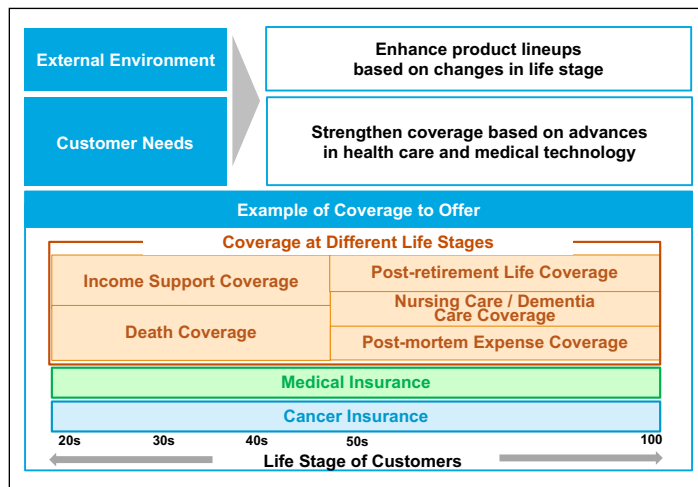 External Environment
Enhance product lineups
based on changes in life stage
Customer Needs
Strengthen coverage based on advances
in health care and medical technology
Example of Coverage to Offer
Coverage at Different Life Stages
Income Support Coverage
Death Coverage
Post-retirement Life Coverage
Nursing Care / Dementia
Care Coverage
Post-mortem Expense Coverage
Medical Insurance
Cancer Insurance
20s 30s 40s 50s 100
Life Stage of Customers